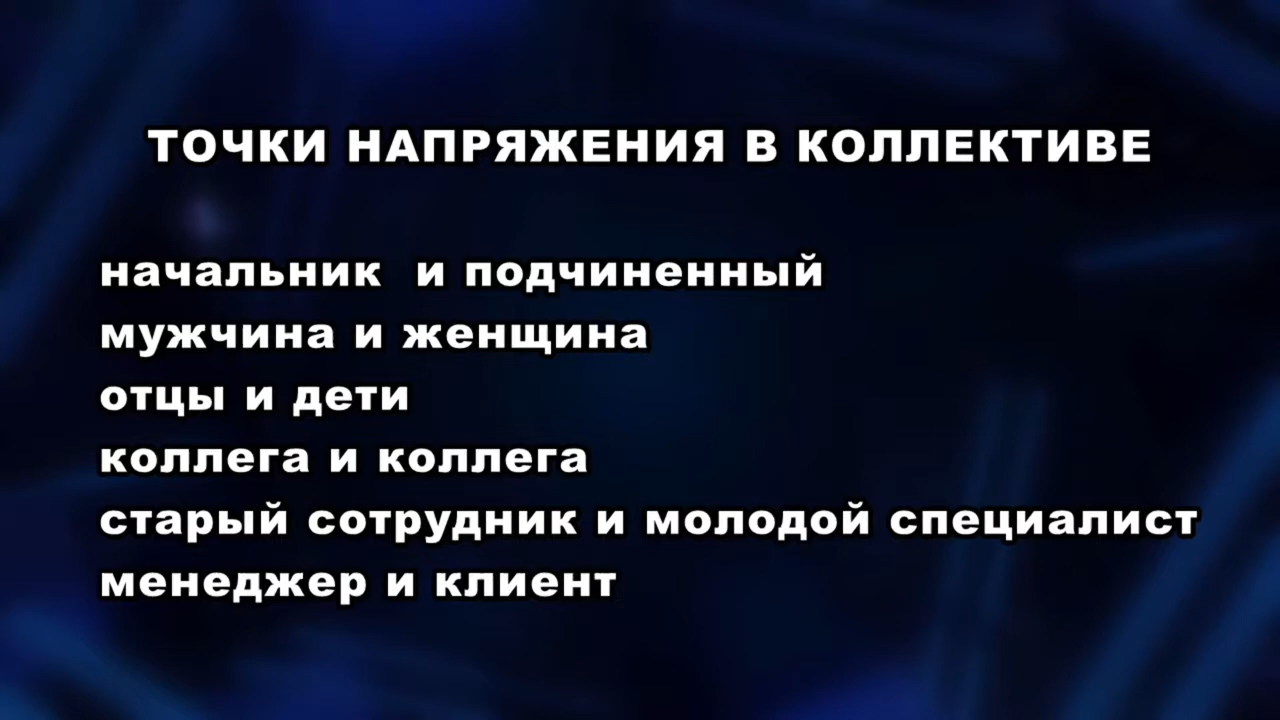 ТОЧКИ НАПРЯЖЕНИЯ В КОЛЛЕКТИВЕ
начальник  и подчиненный
мужчина и женщина
отцы и дети
коллега и коллега
старый сотрудник и молодой специалист
менеджер и клиент